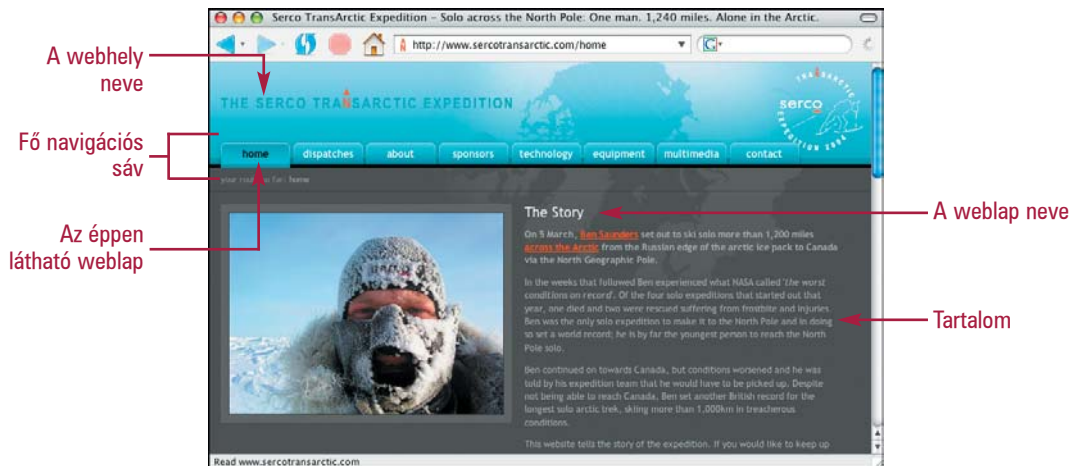 Serco TransArctic Expedition – Solo across the North Pole: One man. 1,240 miles. Alone in the Arctic.
http://www.sercotransarctic.com/home
A webhely
neve
THE SERCO TRANSARCTIC EXPEDITION
TRANSARCTIC
serco
EXPEDITION 2004
Fő navigációs
sáv
home
dispatches
about
sponsors
technology
equipment
multimedia
contact
your route so far: home
Az éppen
látható weblap
The Story
A weblap neve
On 5 March, Ben Saunders set out to ski solo more than 1,200 miles
across the Arctic from the Russian edge of the arctic ice pack to Canada
via the North Geographic Pole.
In the weeks that followed Ben experienced what NASA called 'the worst
conditions on record'. Of the four solo expeditions that started out that
year, one died and two were rescued suffering from frostbite and injuries.
Ben was the only solo expedition to make it to the North Pole and in doing
so set a world record; he is by far the youngest person to reach the North
Pole solo.
Tartalom
Ben continued on towards Canada, but conditions worsened and he was
told by his expedition team that he would have to be picked up. Despite
not being able to reach Canada, Ben set another British record for the
longest solo arctic trek, skiing more than 1,000km in treacherous
conditions.
This website tells the story of the expedition. If you would like to keep up
Read www.sercotransarctic.com